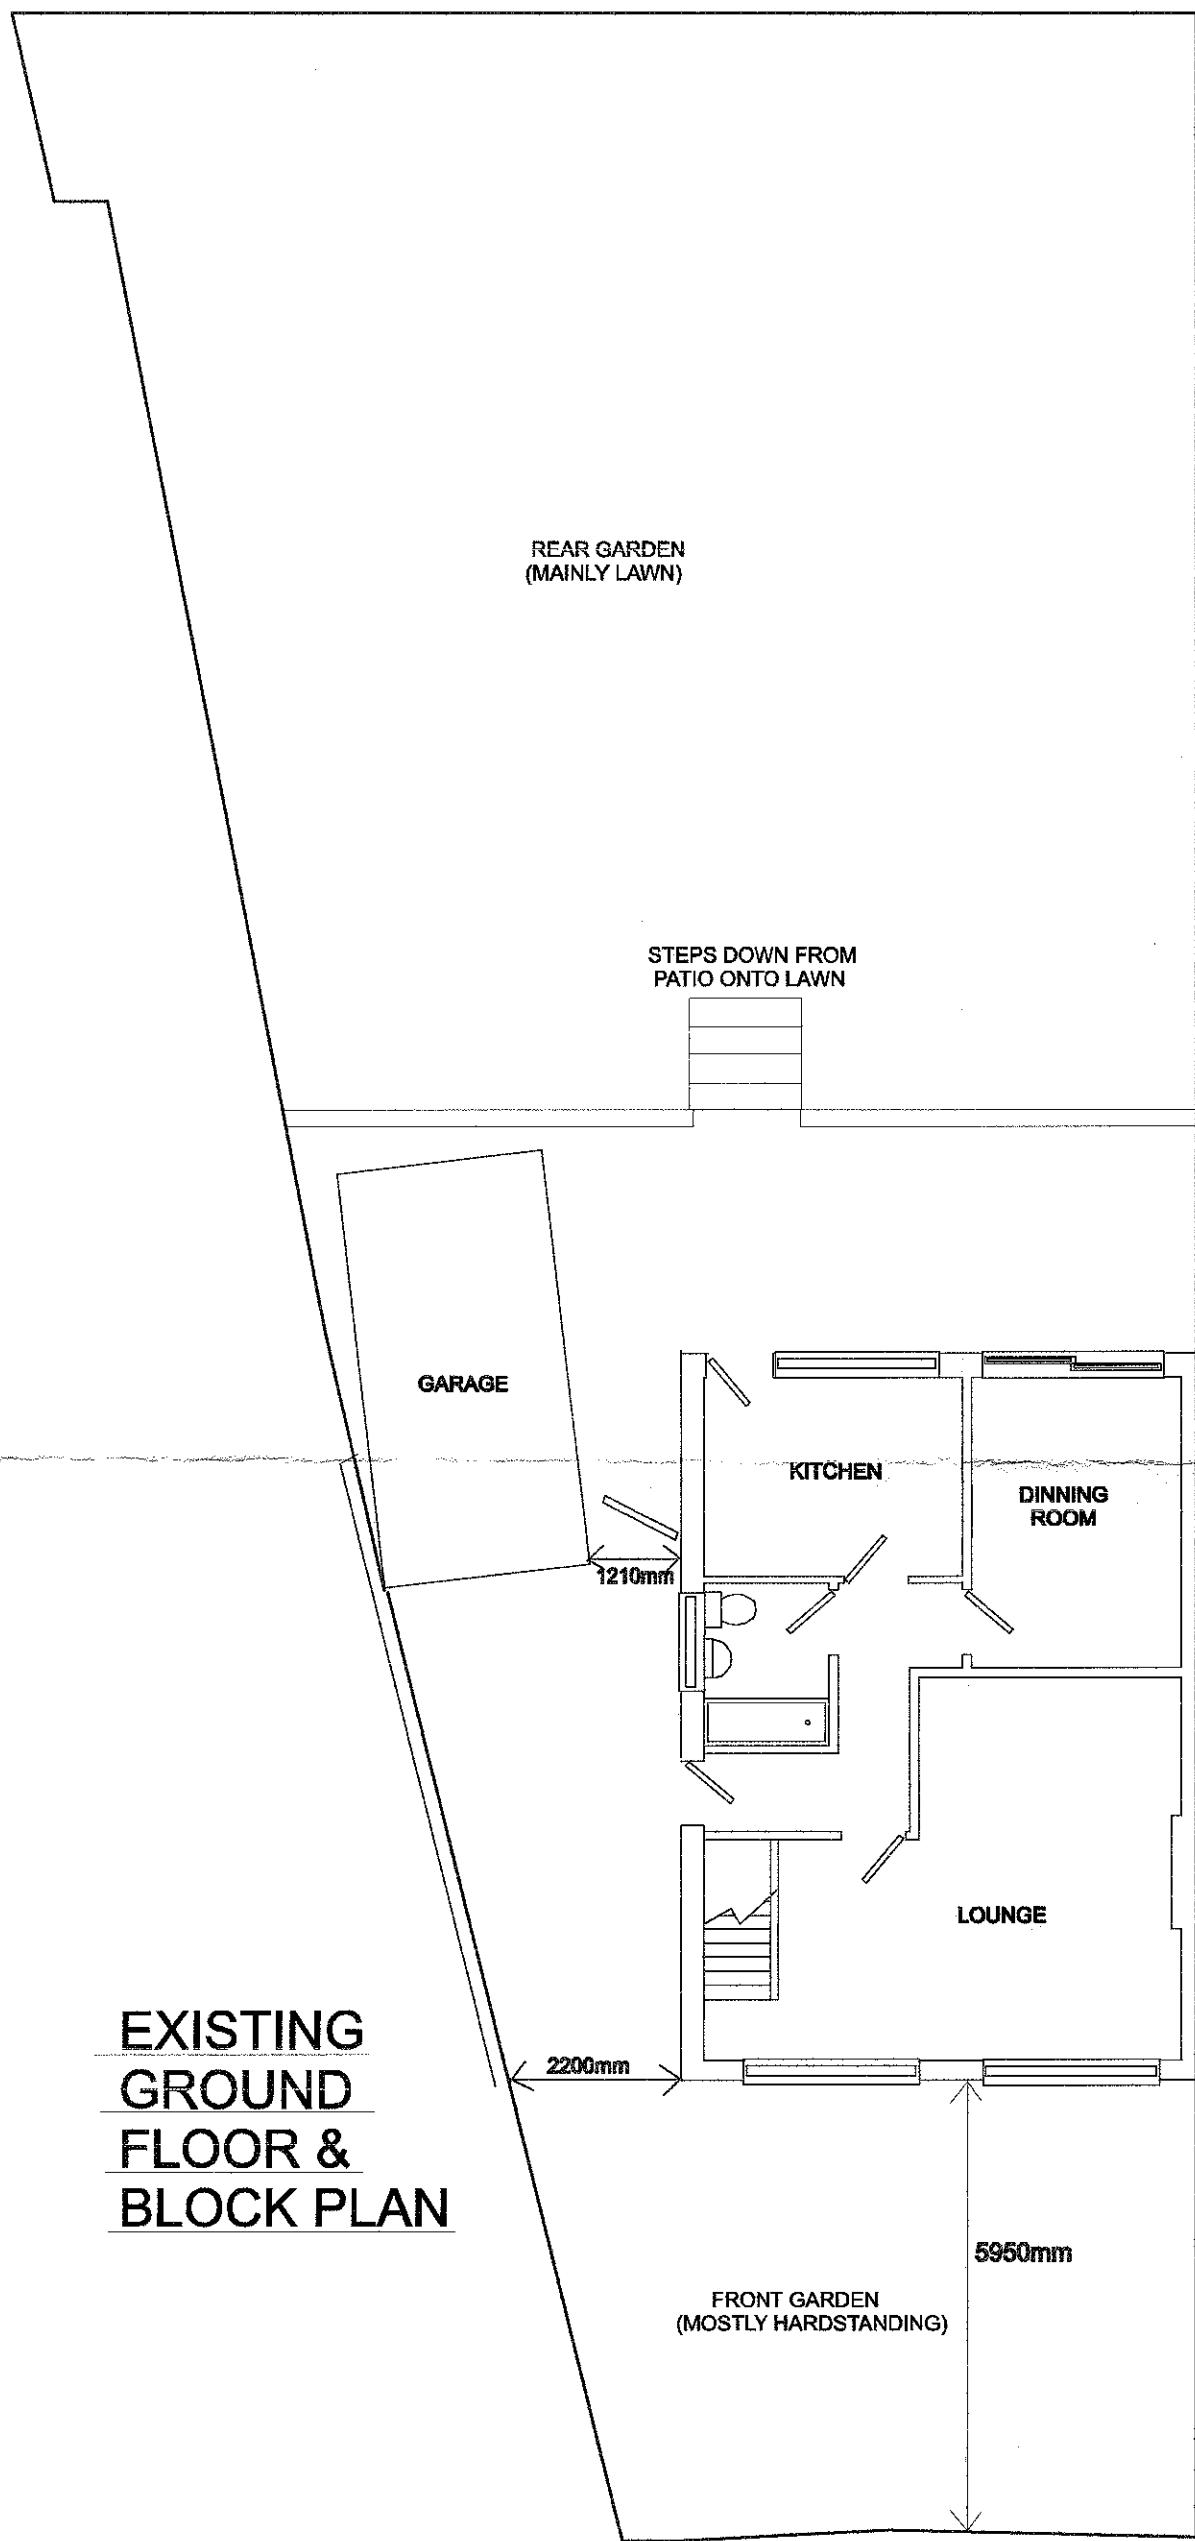 REAR GARDEN
(MAINLY LAWN)
STEPS DOWN FROM
PATIO ONTO LAWN
GARAGE
KITCHEN
DINNING
ROOM
1210mm
LOUNGE
EXISTING
GROUND
FLOOR &
BLOCK PLAN
2200mm
5950mm
FRONT GARDEN
(MOSTLY HARDSTANDING)